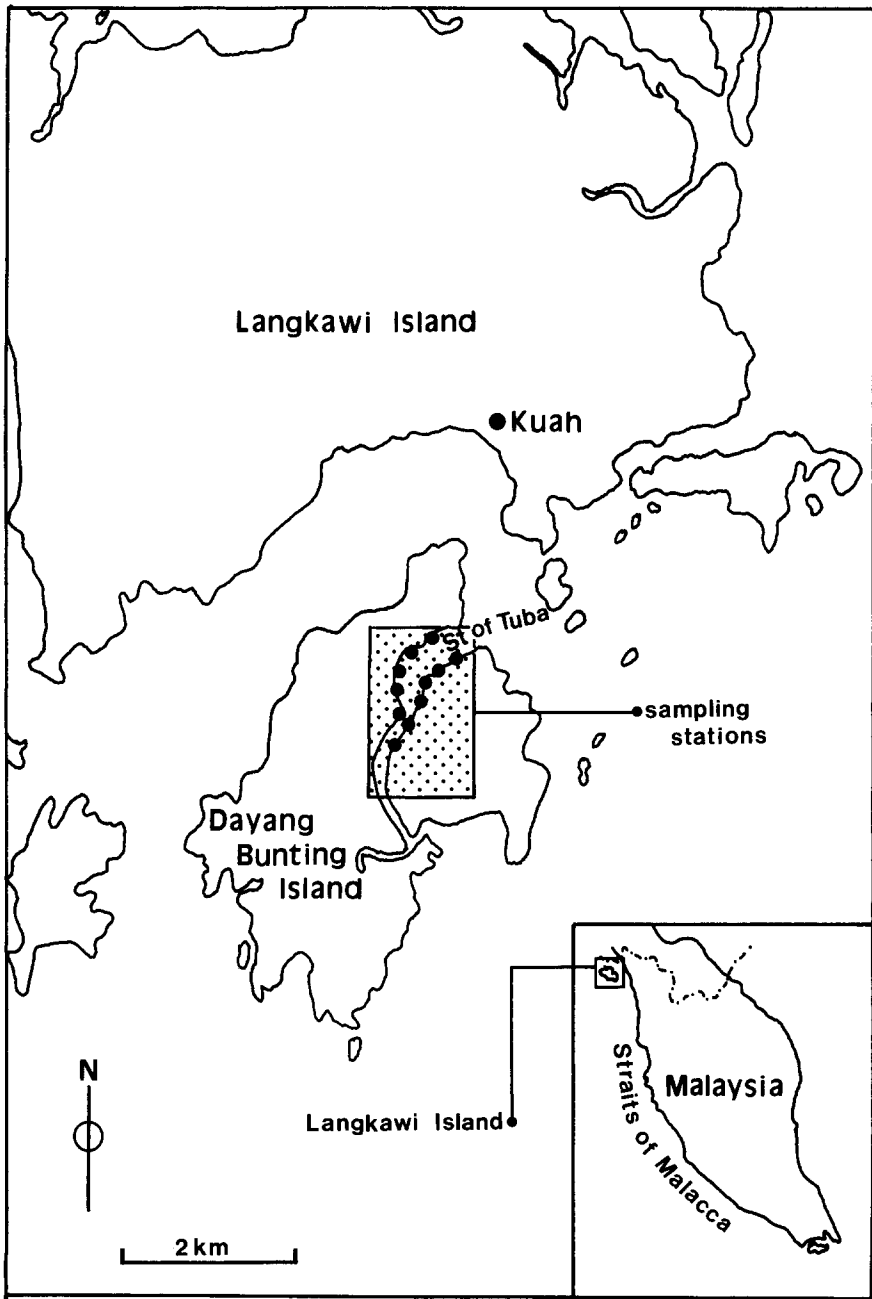 Langkawi Island
Kuah
St of Tuba
sampling
stations
Dayang
Bunting
Island
N
Langkawi Island
2 km
Malaysia
Straits of Malacca